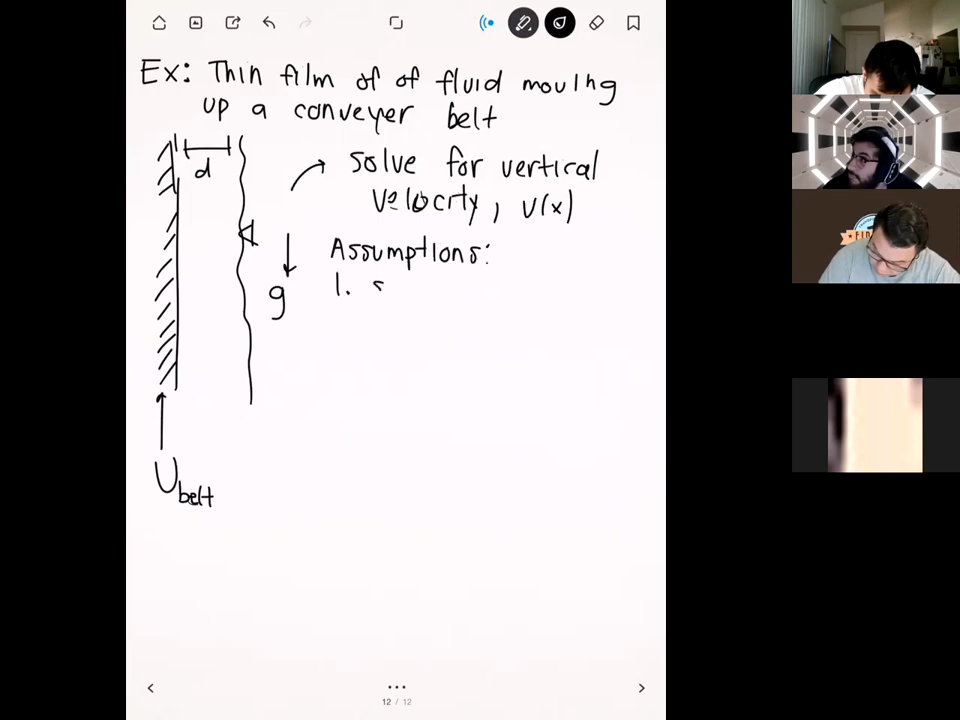 Ex: Thin film of of fluid moving
up a conveyer belt
d
solve for vertical
velocity, v(x)
Assumptions:
1. s
g
U belt
12 / 12